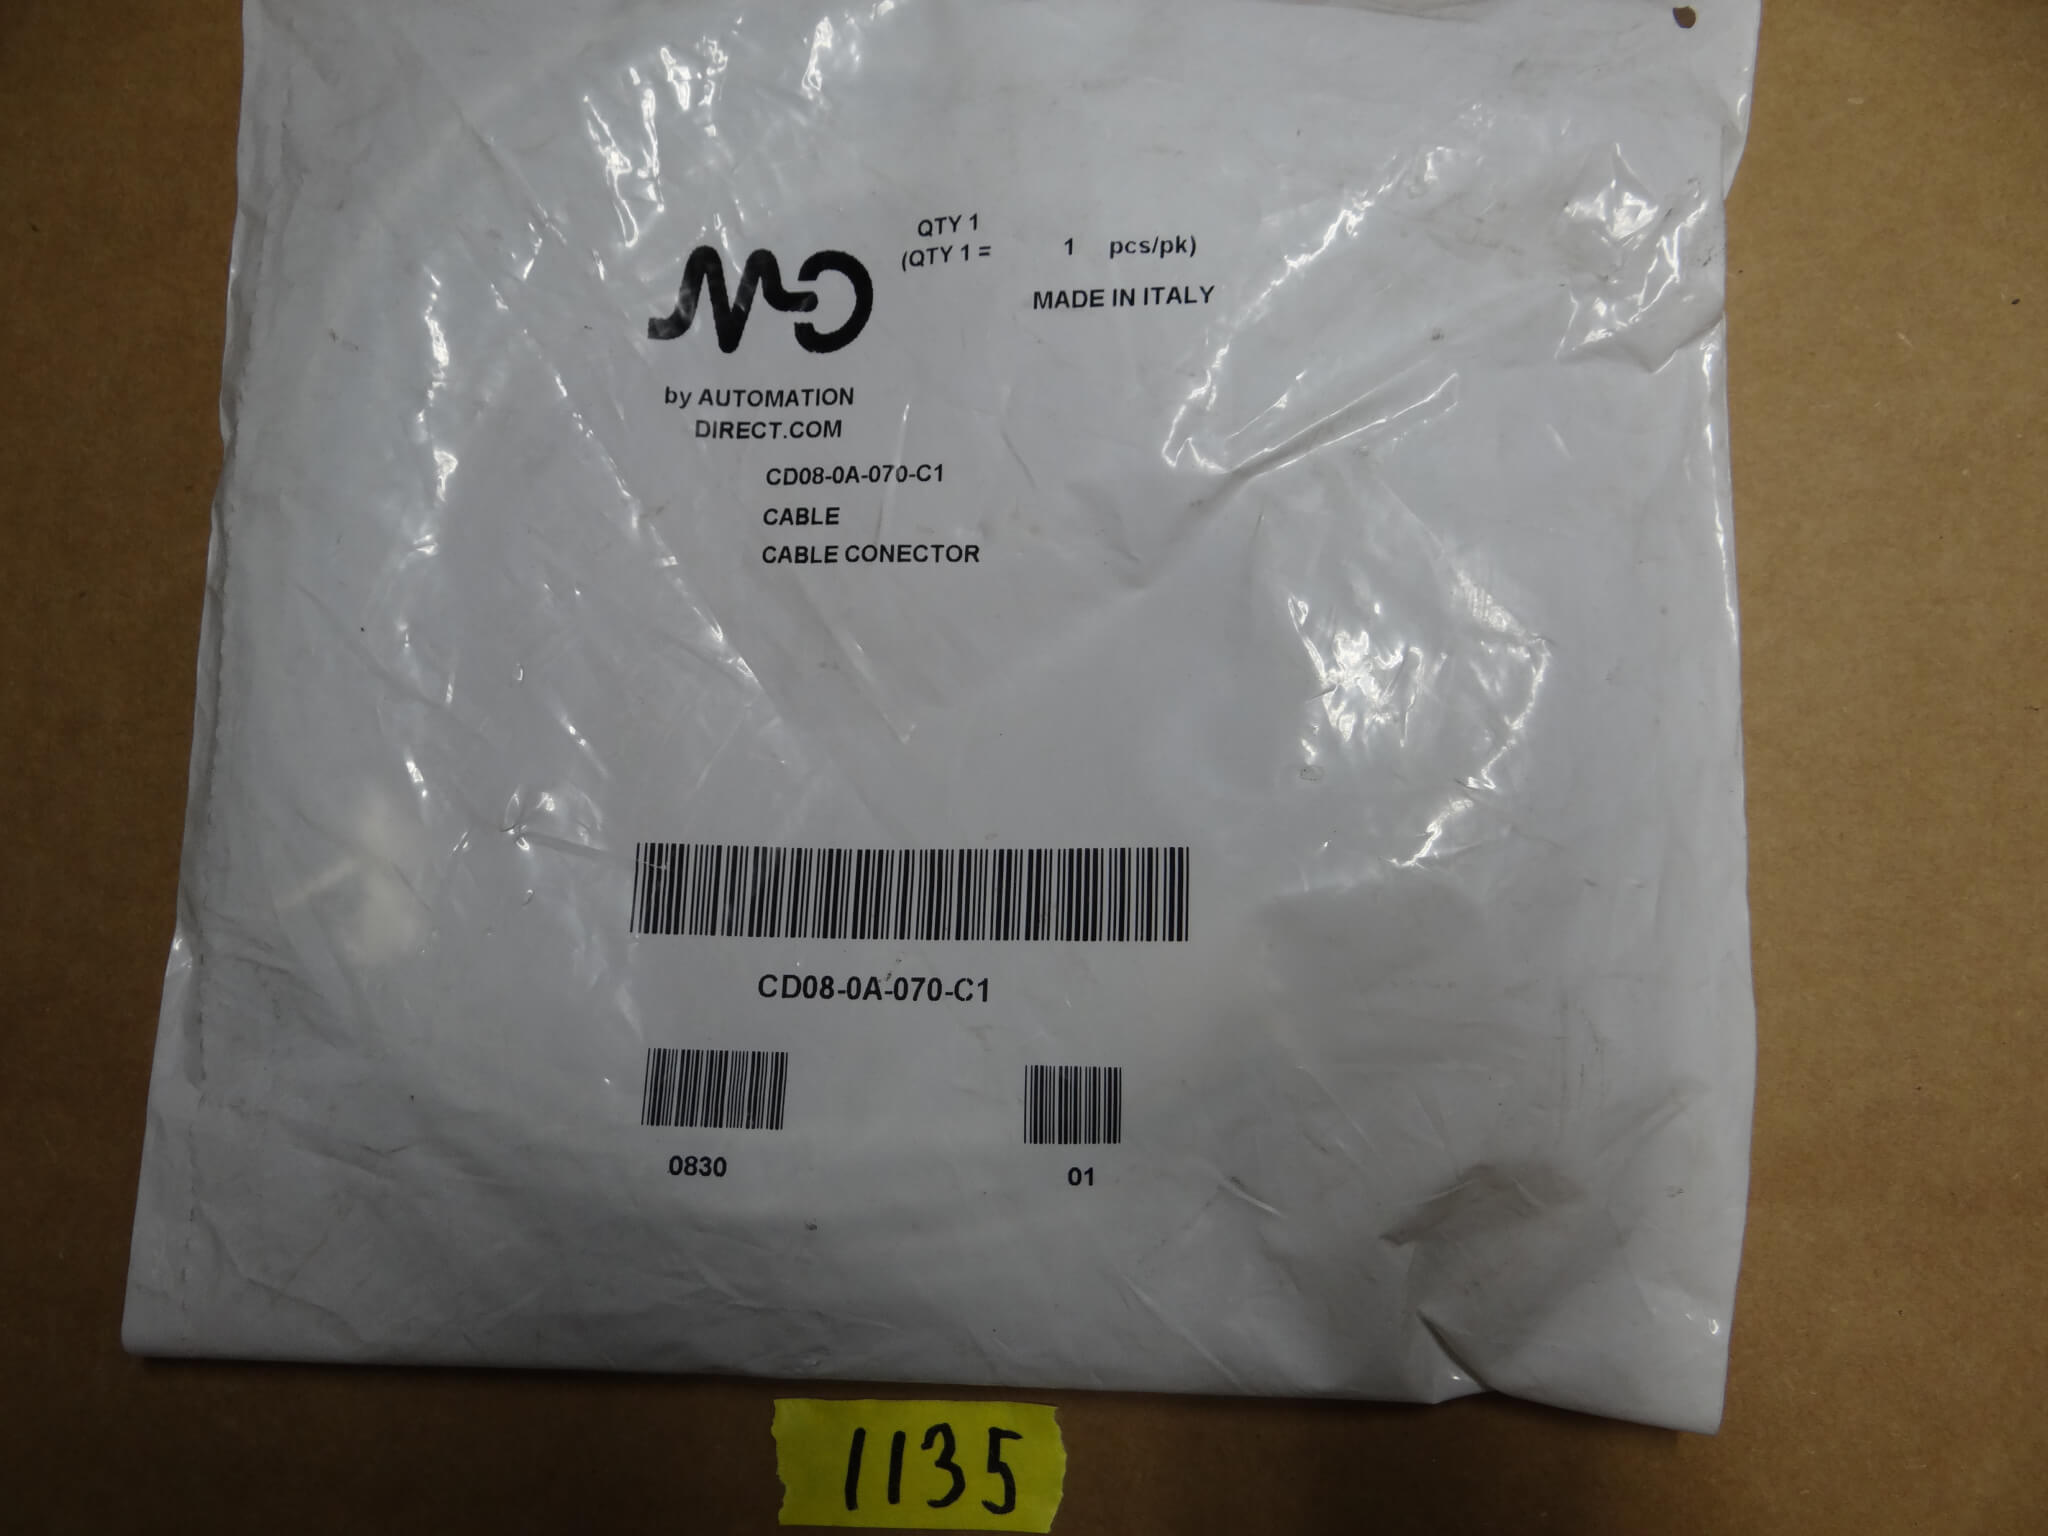 QTY 1
(QTY 1 = 1 pcs/pk)
MADE IN ITALY
by AUTOMATION
DIRECT.COM
CD08-0A-070-C1
CABLE
CABLE CONECTOR
CD08-0A-070-C1
0830
01
1135